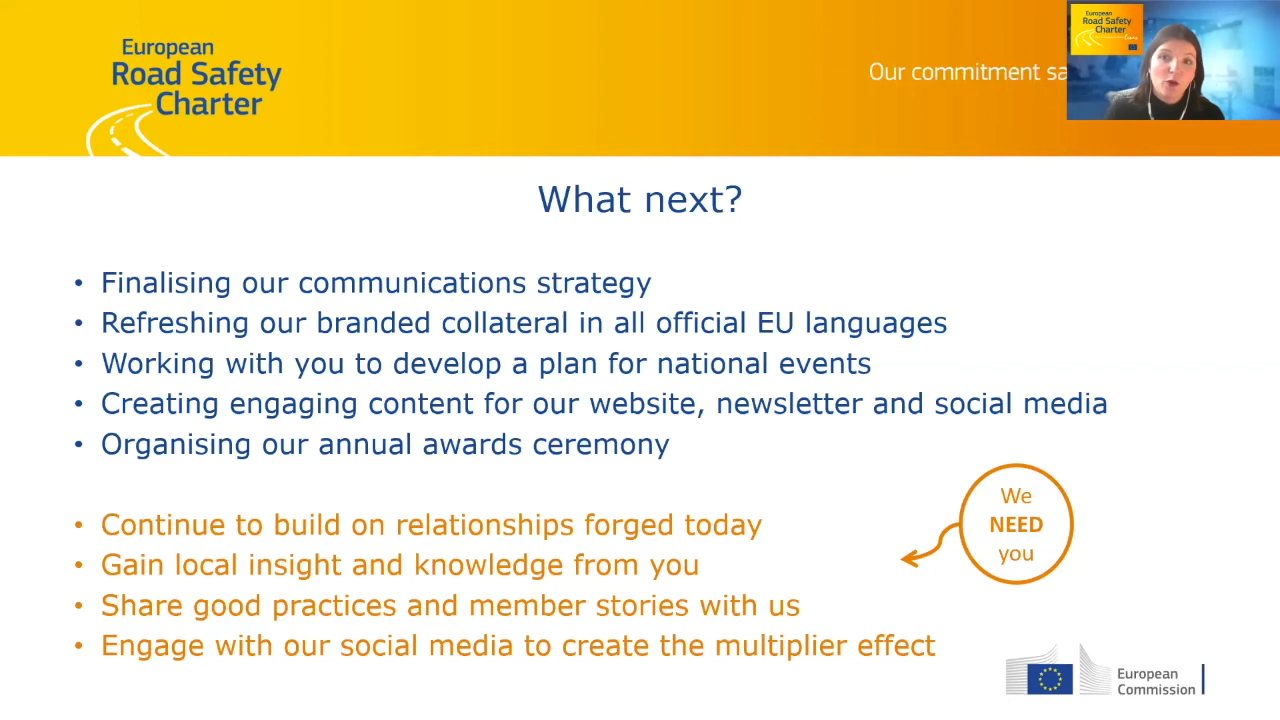 European
Road Safety
Charter
Our commitment sa
European
Road Safety
Charter
What next?
• Finalising our communications strategy
• Refreshing our branded collateral in all official EU languages
• Working with you to develop a plan for national events
• Creating engaging content for our website, newsletter and social media
• Organising our annual awards ceremony
• Continue to build on relationships forged today
• Gain local insight and knowledge from you
• Share good practices and member stories with us
• Engage with our social media to create the multiplier effect
We
NEED
you
European
Commission